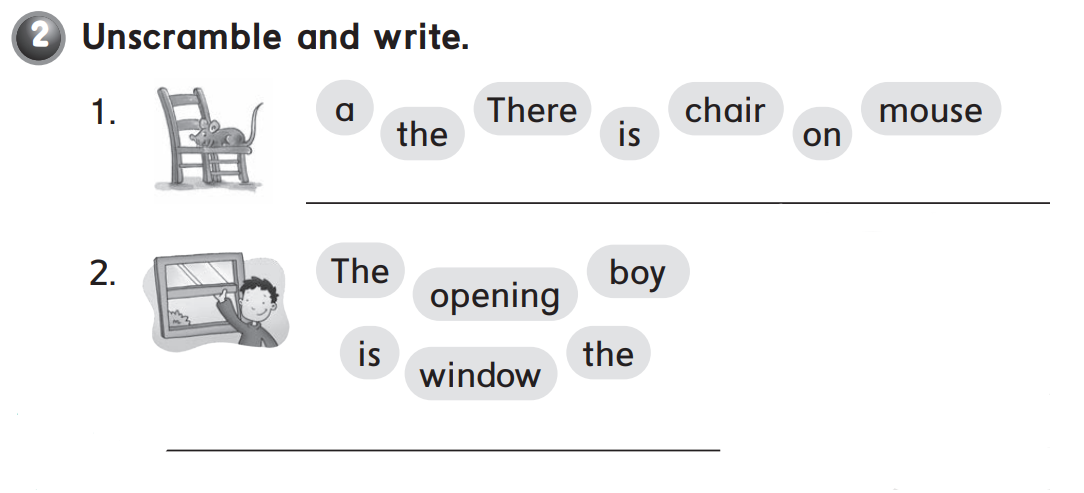 2 Unscramble and write.
1. a the There is chair on mouse
2. The opening boy
is window the